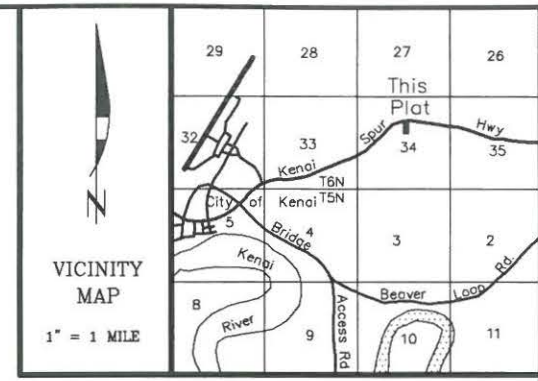 29 28 27 26
This
Plat
32 33 Spur Hwy
34 35
Kenai
T6N
City of Kenai T5N
5 4 3 2
Bridge
Kenai
Beaver Loop Rd.
8 River 9 Access Rd 10 11
N
VICINITY
MAP
1" = 1 MILE